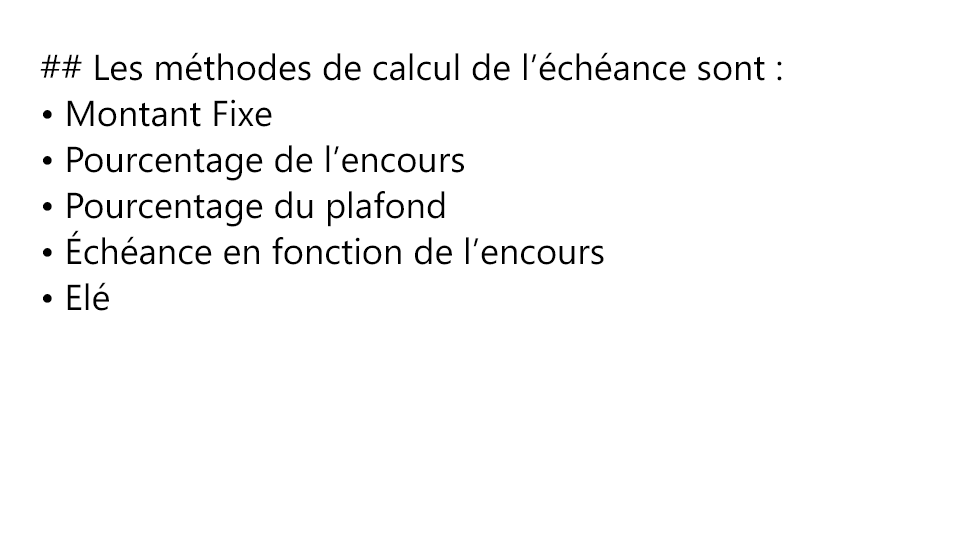 ## Les méthodes de calcul de l’échéance sont :
• Montant Fixe
• Pourcentage de l’encours
• Pourcentage du plafond
• Échéance en fonction de l’encours
• Elé